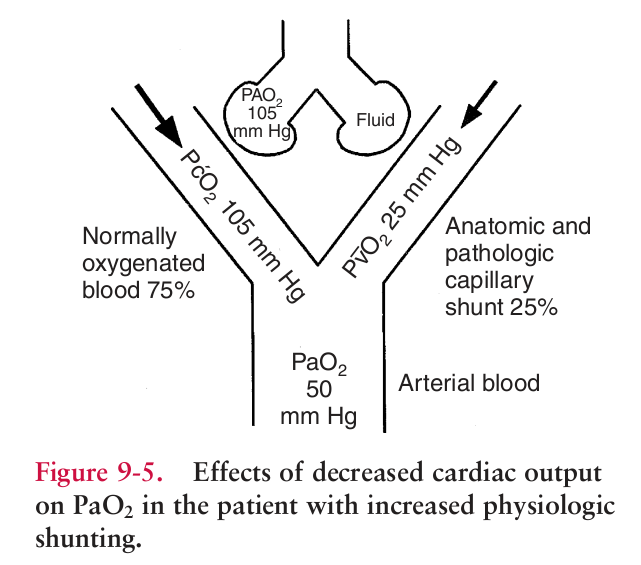 PAO₂
105
mm Hg
Fluid
PćO₂ 105 mm Hg
Pv̄O₂ 25 mm Hg
Normally
oxygenated
blood 75%
Anatomic and
pathologic
capillary
shunt 25%
PaO₂
50
mm Hg
Arterial blood
Figure 9-5. Effects of decreased cardiac output
on PaO₂ in the patient with increased physiologic
shunting.